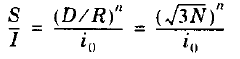 S/I = (D/R)^n / i_0 = (√3N)^n / i_0